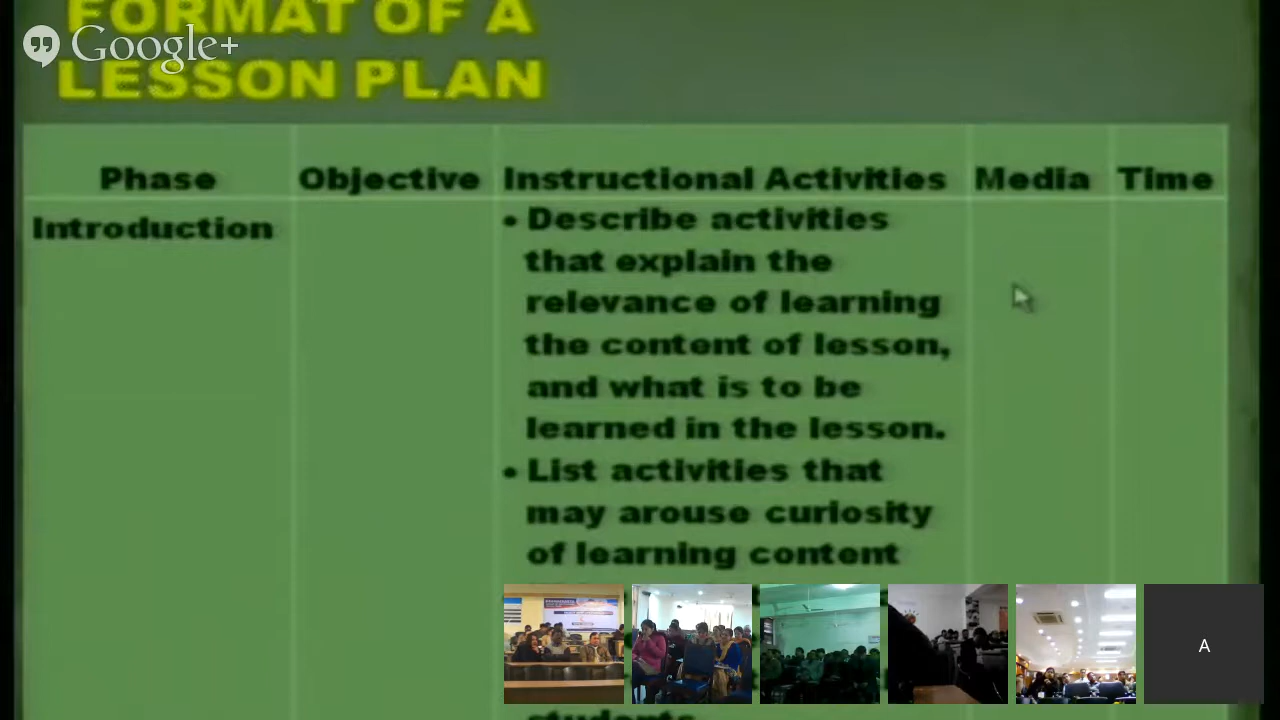 FORMAT OF A
Google+
LESSON PLAN
Phase Objective Instructional Activities Media Time
Introduction
• Describe activities
that explain the
relevance of learning
the content of lesson,
and what is to be
learned in the lesson.
• List activities that
may arouse curiosity
of learning content
students
A